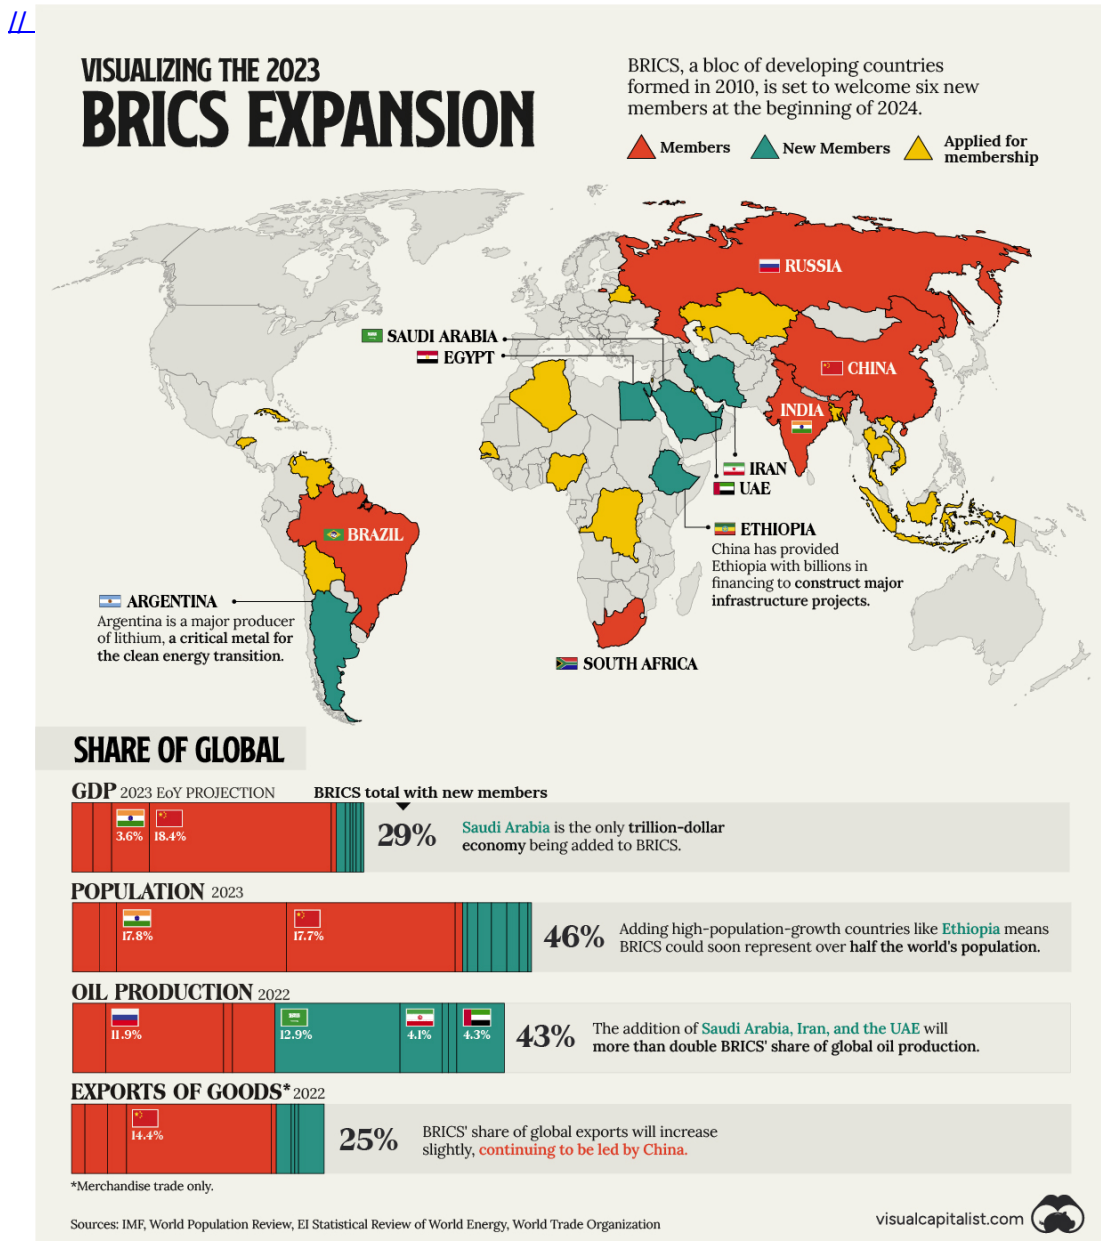 //
VISUALIZING THE 2023
BRICS EXPANSION
BRICS, a bloc of developing countries
formed in 2010, is set to welcome six new
members at the beginning of 2024.
Members
New Members
Applied for
membership
RUSSIA
SAUDI ARABIA
EGYPT
CHINA
INDIA
IRAN
UAE
BRAZIL
ETHIOPIA
China has provided
Ethiopia with billions in
financing to construct major
infrastructure projects.
ARGENTINA
Argentina is a major producer
of lithium, a critical metal for
the clean energy transition.
SOUTH AFRICA
SHARE OF GLOBAL
GDP 2023 EoY PROJECTION
BRICS total with new members
3.6%
18.4%
29%
Saudi Arabia is the only trillion-dollar
economy being added to BRICS.
POPULATION 2023
17.8%
17.7%
46%
Adding high-population-growth countries like Ethiopia means
BRICS could soon represent over half the world's population.
OIL PRODUCTION 2022
11.9%
12.9%
4.1%
4.3%
43%
The addition of Saudi Arabia, Iran, and the UAE will
more than double BRICS' share of global oil production.
EXPORTS OF GOODS* 2022
14.4%
25%
BRICS' share of global exports will increase
slightly, continuing to be led by China.
*Merchandise trade only.
Sources: IMF, World Population Review, EI Statistical Review of World Energy, World Trade Organization
visualcapitalist.com